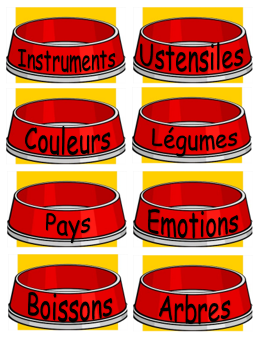 Instruments
Ustensiles
Couleurs
Légumes
Pays
Emotions
Boissons
Arbres